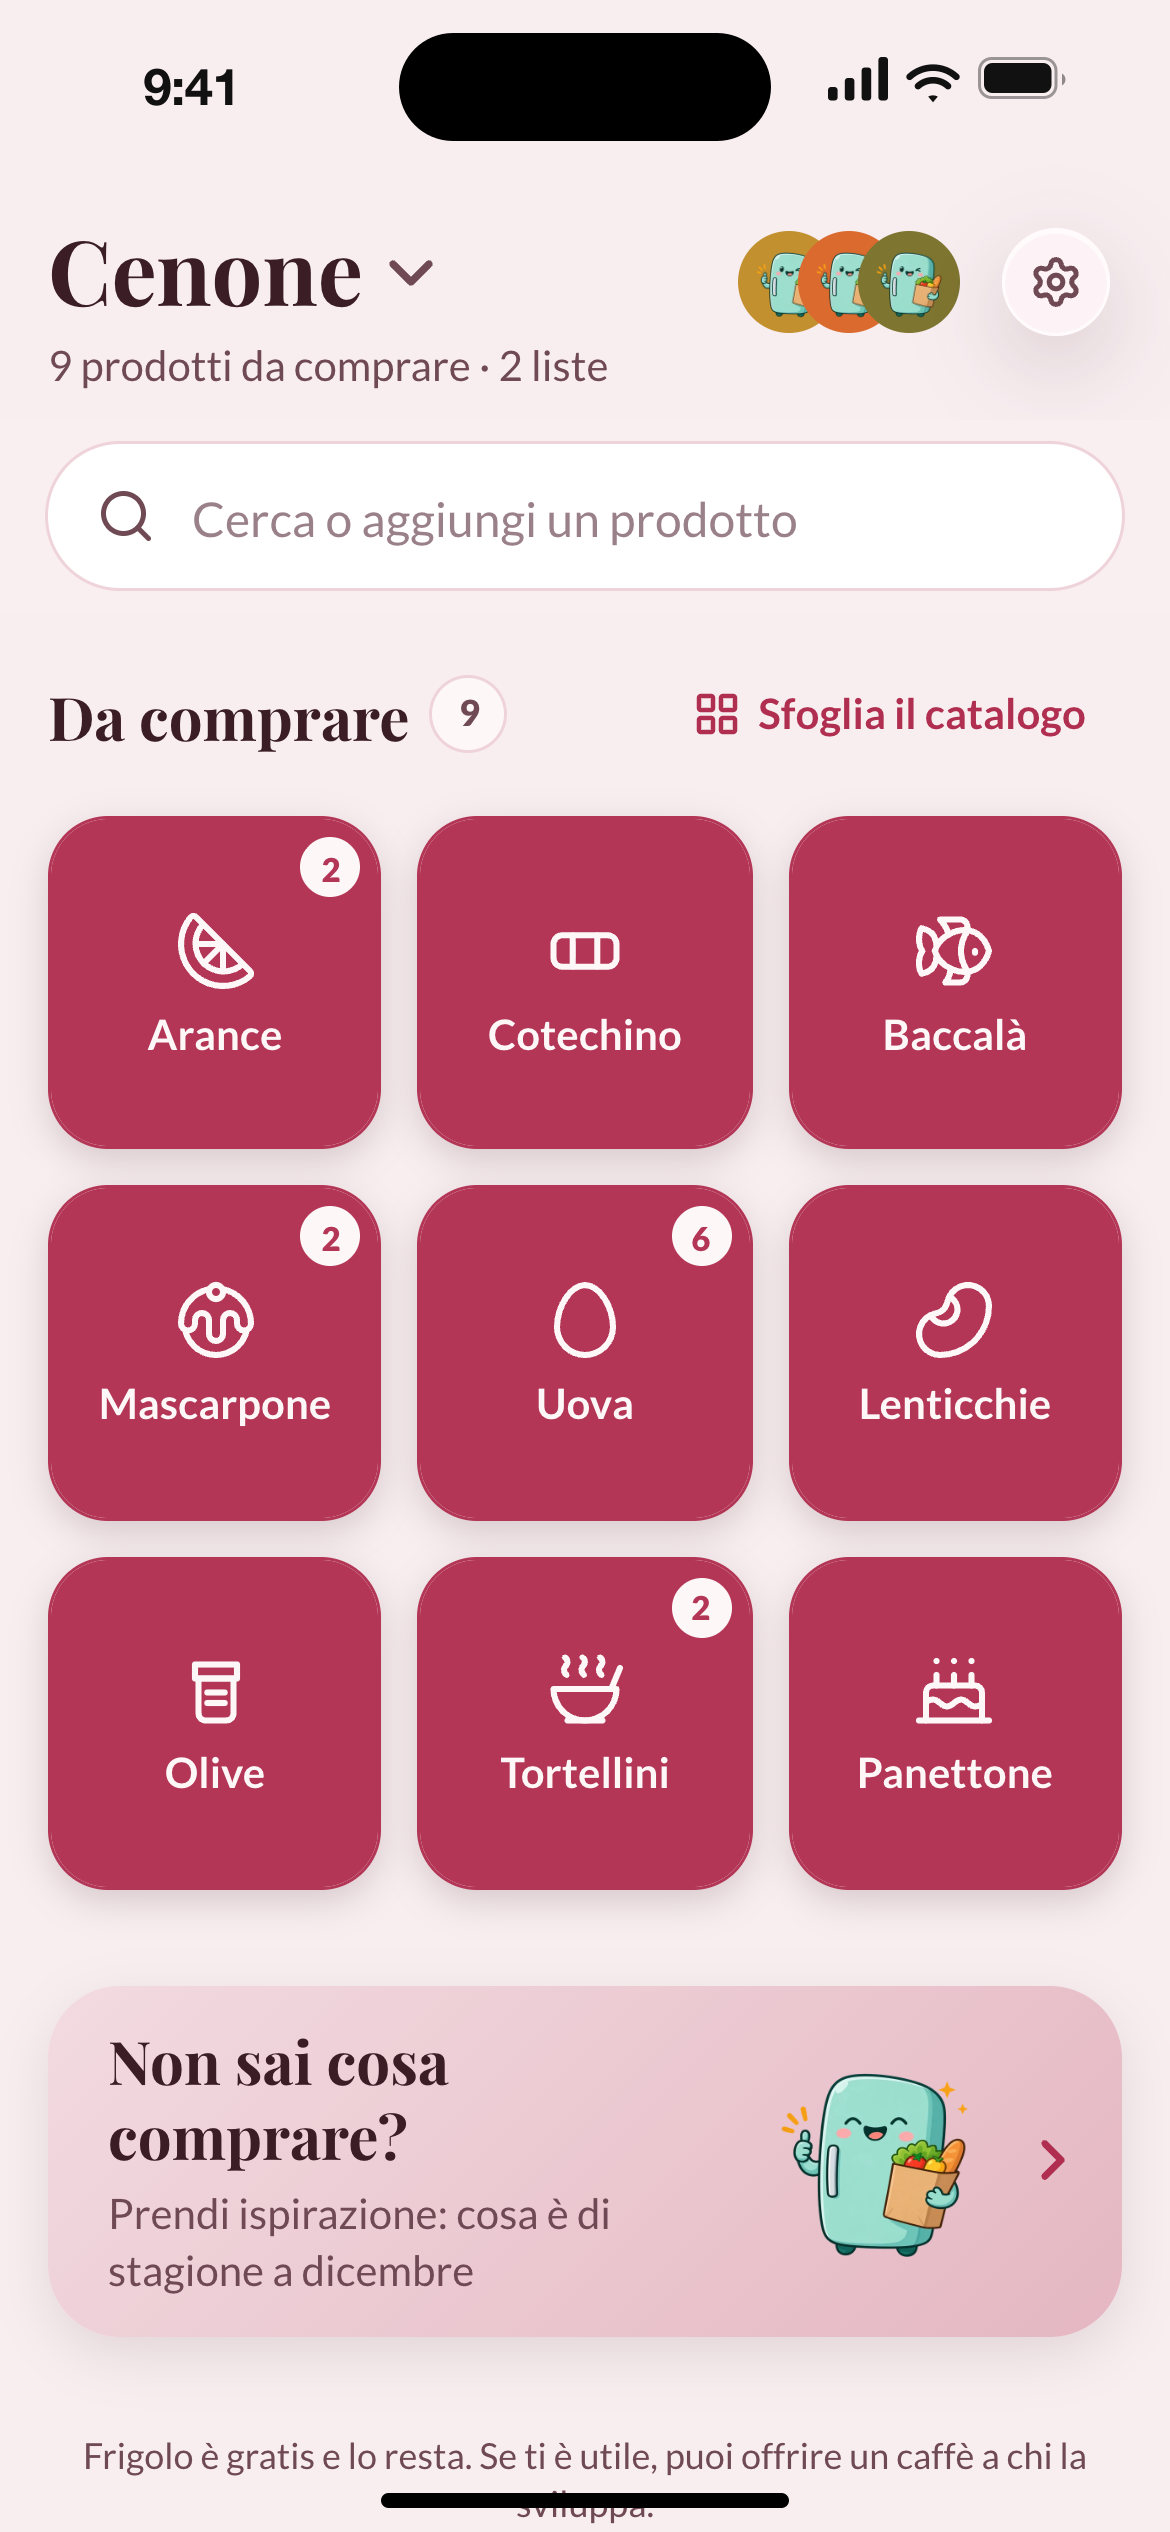 9:41
Cenone
9 prodotti da comprare · 2 liste
Cerca o aggiungi un prodotto
Da comprare 9
Sfoglia il catalogo
2
Arance
Cotechino
Baccalà
2
Mascarpone
6
Uova
Lenticchie
Olive
2
Tortellini
Panettone
Non sai cosa
comprare?
Prendi ispirazione: cosa è di
stagione a dicembre
Frigolo è gratis e lo resta. Se ti è utile, puoi offrire un caffè a chi la
sviluppa.